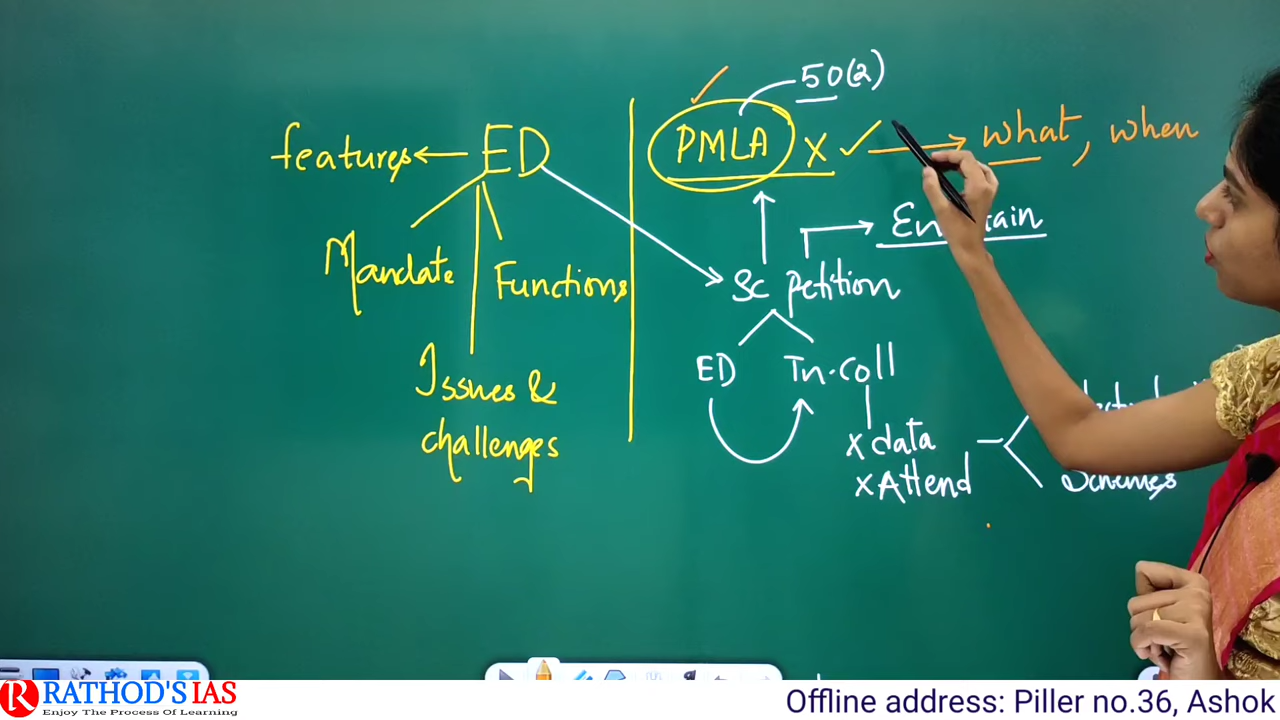 features ← ED
Mandate
Functions
Issues &
challenges
50(2)
PMLA X ✓ → what, when
SC Petition
ED Tn-Coll
X data
X Attend
Schemes
RATHOD'S IAS
Enjoy The Process Of Learning
Offline address: Piller no.36, Ashok